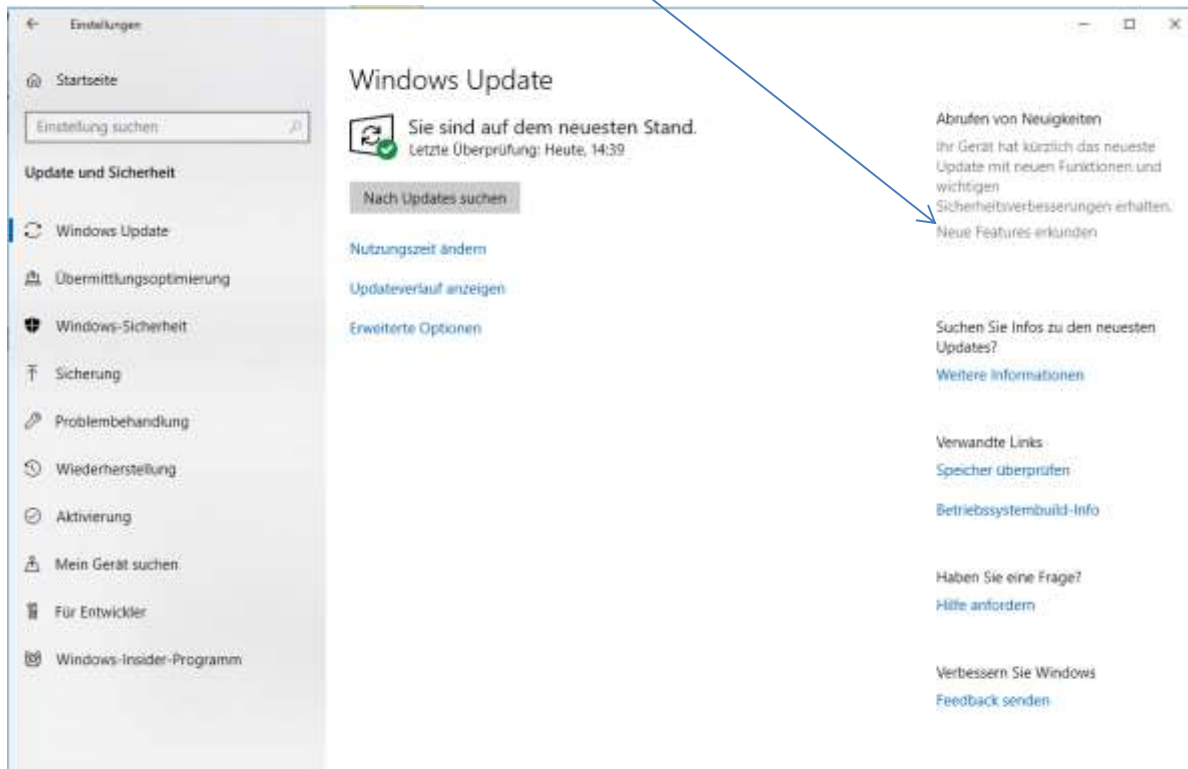 Einstellungen
Startseite
Einstellung suchen
Update und Sicherheit
Windows Update
Übermittlungsoptimierung
Windows-Sicherheit
Sicherung
Problembehandlung
Wiederherstellung
Aktivierung
Mein Gerät suchen
Für Entwickler
Windows-Insider-Programm
Windows Update
Sie sind auf dem neuesten Stand.
Letzte Überprüfung: Heute, 14:39
Nach Updates suchen
Nutzungszeit ändern
Updateverlauf anzeigen
Erweiterte Optionen
Abrufen von Neuigkeiten
Ihr Gerät hat kürzlich das neueste
Update mit neuen Funktionen und
wichtigen
Sicherheitsverbesserungen erhalten.
Neue Features erkunden
Suchen Sie Infos zu den neuesten
Updates?
Weitere Informationen
Verwandte Links
Speicher überprüfen
Betriebssystembuild-Info
Haben Sie eine Frage?
Hilfe anfordern
Verbessern Sie Windows
Feedback senden